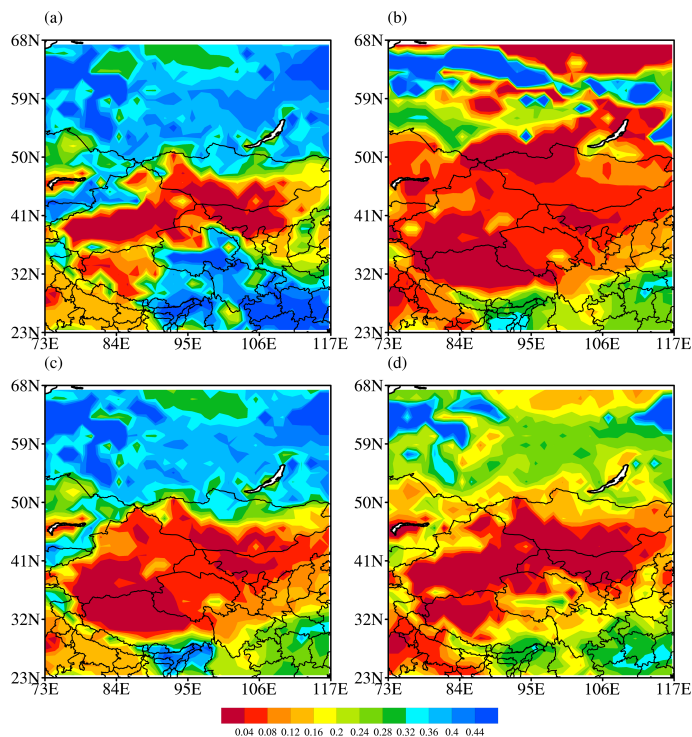 (a) (b)
68N 68N
59N 59N
50N 50N
41N 41N
32N 32N
23N 23N
73E 84E 95E 106E 117E 73E 84E 95E 106E 117E
(c) (d)
68N 68N
59N 59N
50N 50N
41N 41N
32N 32N
23N 23N
73E 84E 95E 106E 117E 73E 84E 95E 106E 117E
0.04 0.08 0.12 0.16 0.2 0.24 0.28 0.32 0.36 0.4 0.44